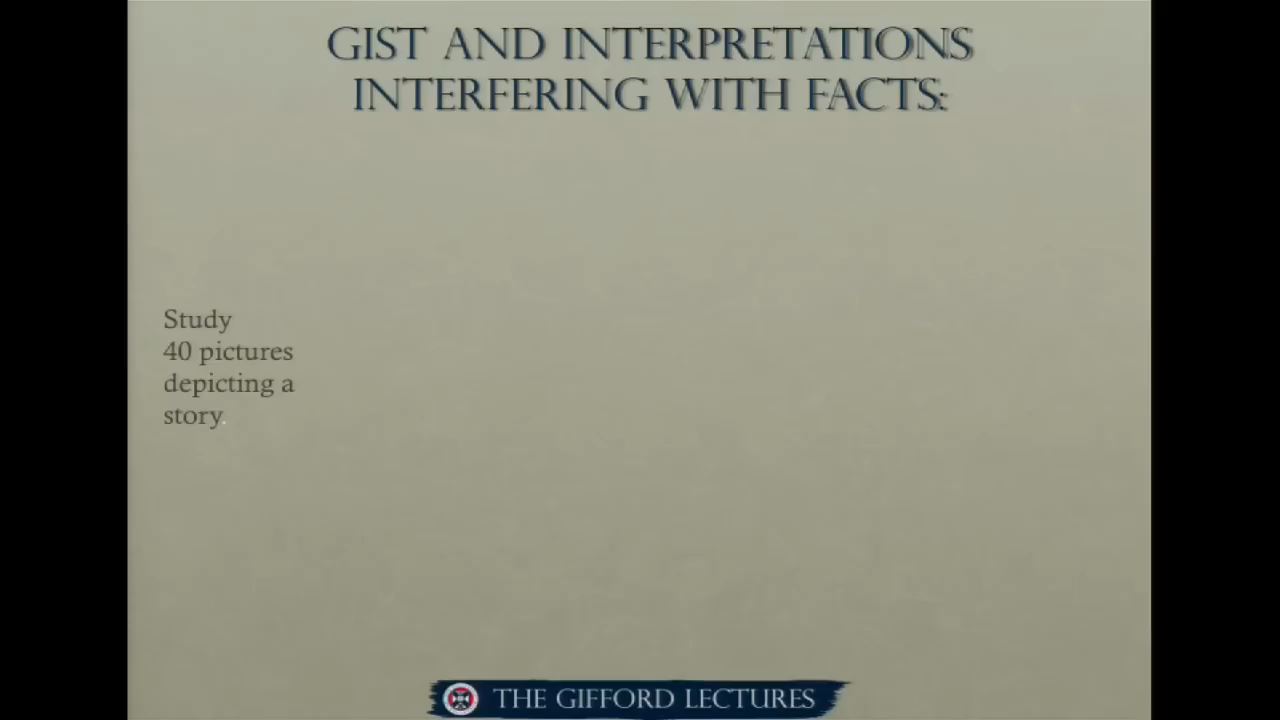 GIST AND INTERPRETATIONS
INTERFERING WITH FACTS:
Study
40 pictures
depicting a
story.
THE GIFFORD LECTURES